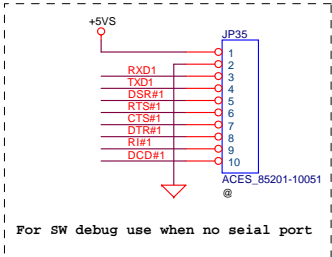 +5VS
JP35
1
2
RXD1 3
TXD1 4
DSR#1 5
RTS#1 6
CTS#1 7
DTR#1 8
RI#1 9
DCD#1 10
ACES_85201-10051
@
For SW debug use when no seial port